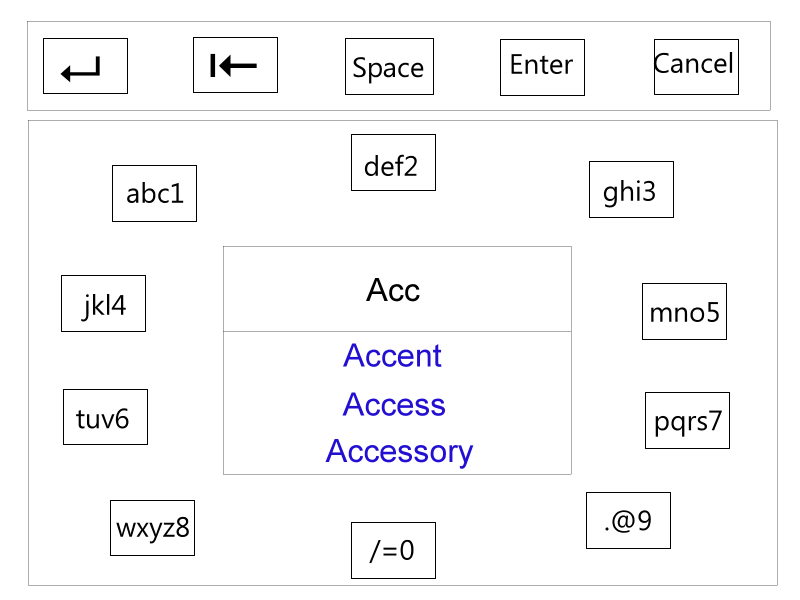 Space
Enter
Cancel
abc1
def2
ghi3
jkl4
Acc
mno5
Accent
Access
Accessory
tuv6
pqrs7
wxyz8
/=0
.@9